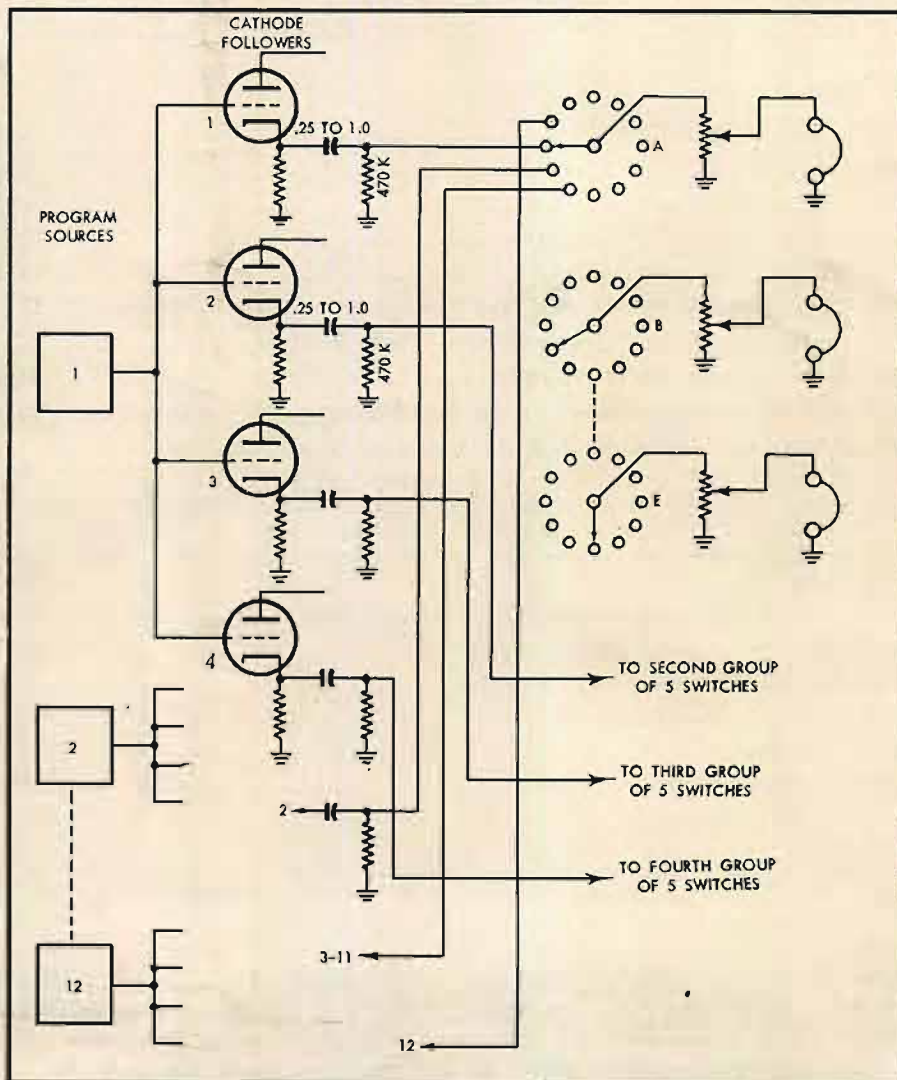 CATHODE
FOLLOWERS
1
.25 TO 1.0
470 K
A
PROGRAM
SOURCES
2
.25 TO 1.0
470 K
B
1
3
E
4
TO SECOND GROUP
OF 5 SWITCHES
2
TO THIRD GROUP
OF 5 SWITCHES
2
TO FOURTH GROUP
OF 5 SWITCHES
3-11
12
12